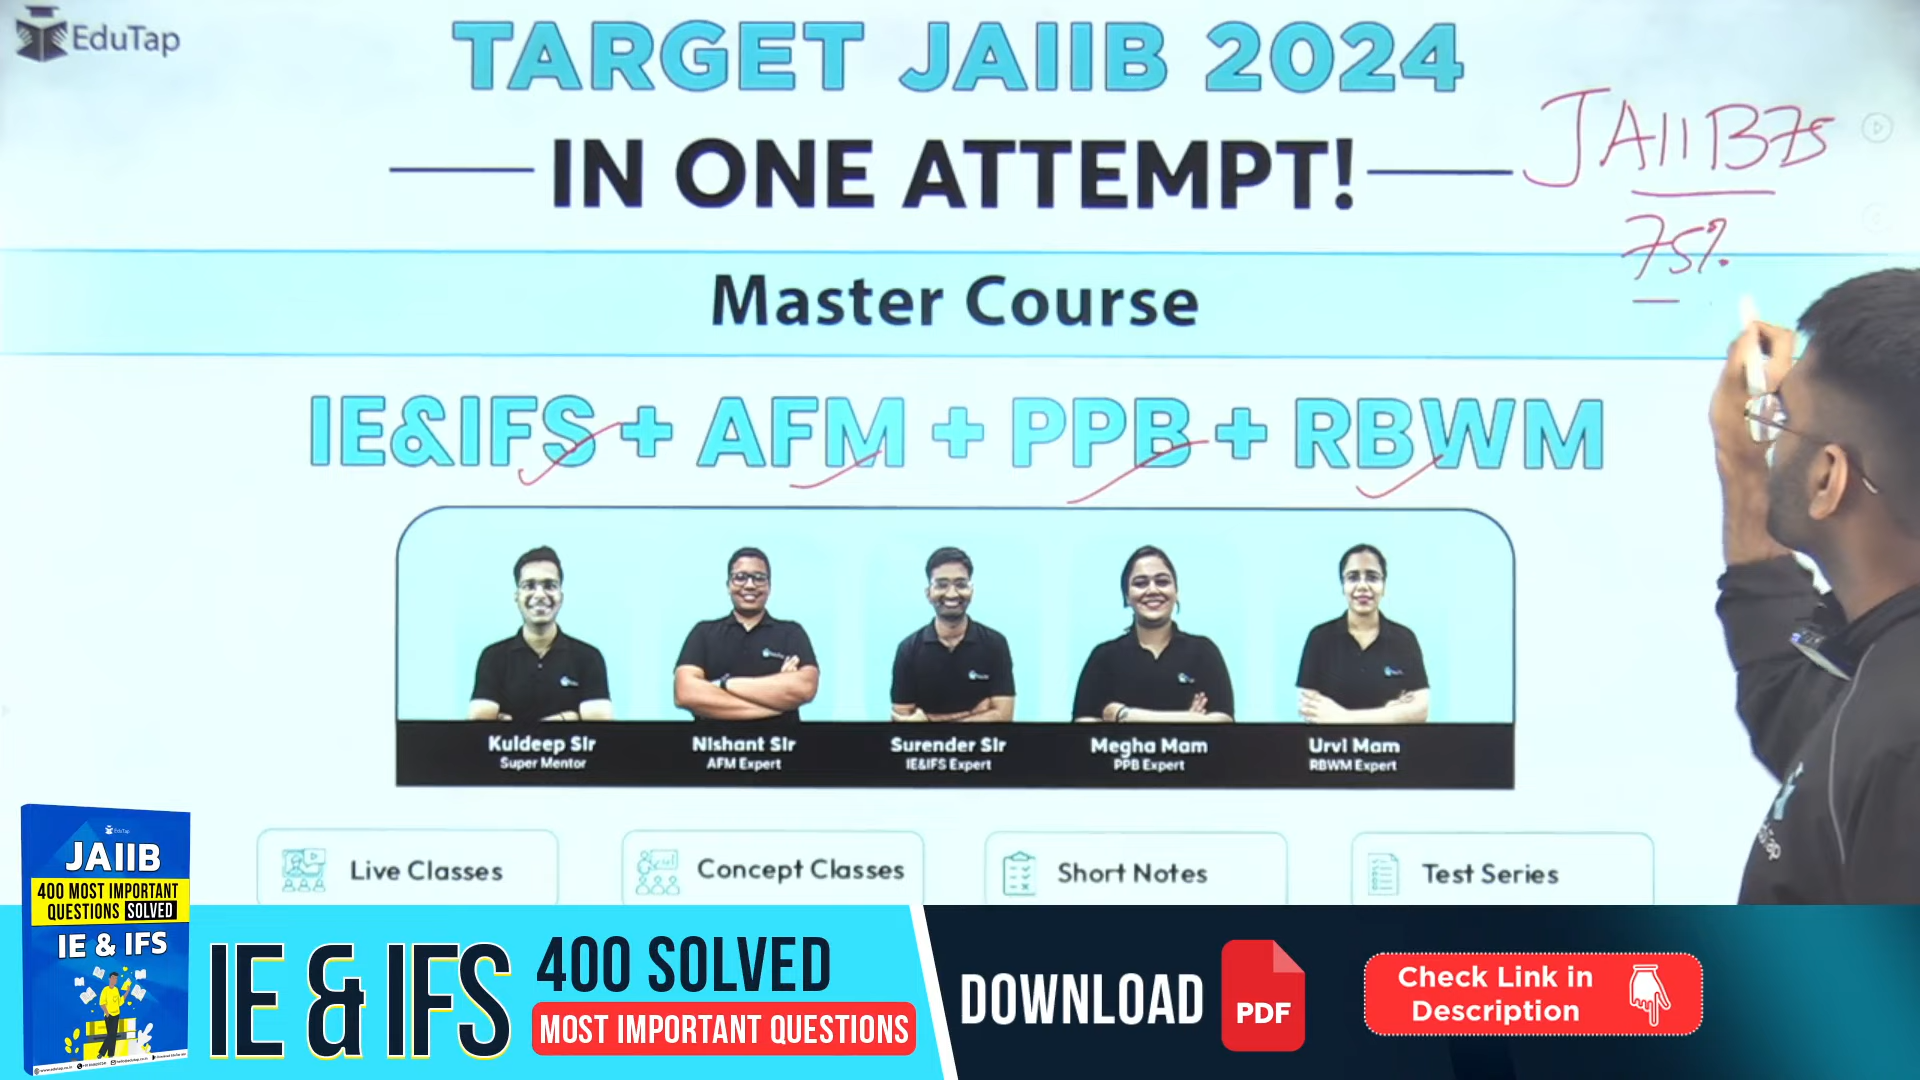 EduTap
TARGET JAIIB 2024
IN ONE ATTEMPT!
JAIIB75
75%
Master Course
IE&IFS + AFM + PPB + RBWM
Kuldeep Sir
Super Mentor
Nishant Sir
AFM Expert
Surender Sir
IE&IFS Expert
Megha Mam
PPB Expert
Urvi Mam
RBWM Expert
Live Classes
Concept Classes
Short Notes
Test Series
EduTap
JAIIB
400 MOST IMPORTANT
QUESTIONS SOLVED
IE & IFS
IE & IFS
400 SOLVED
MOST IMPORTANT QUESTIONS
DOWNLOAD
PDF
Check Link in
Description